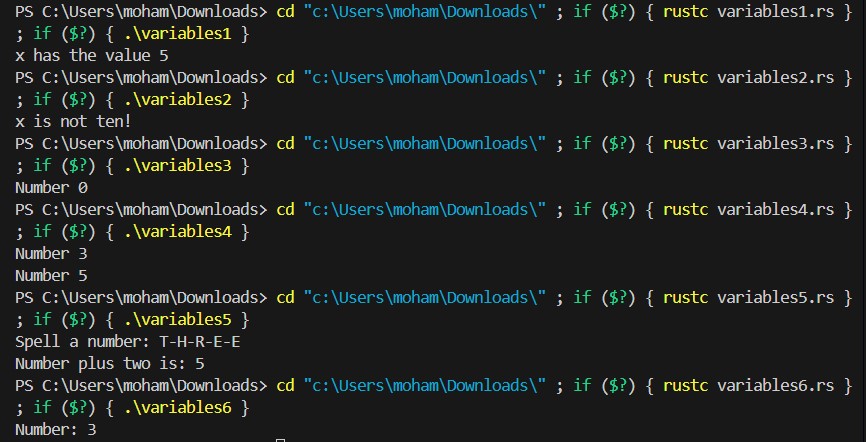 PS C:\Users\moham\Downloads> cd "c:\Users\moham\Downloads\" ; if ($?) { rustc variables1.rs }
; if ($?) { .\variables1 }
x has the value 5
PS C:\Users\moham\Downloads> cd "c:\Users\moham\Downloads\" ; if ($?) { rustc variables2.rs }
; if ($?) { .\variables2 }
x is not ten!
PS C:\Users\moham\Downloads> cd "c:\Users\moham\Downloads\" ; if ($?) { rustc variables3.rs }
; if ($?) { .\variables3 }
Number 0
PS C:\Users\moham\Downloads> cd "c:\Users\moham\Downloads\" ; if ($?) { rustc variables4.rs }
; if ($?) { .\variables4 }
Number 3
Number 5
PS C:\Users\moham\Downloads> cd "c:\Users\moham\Downloads\" ; if ($?) { rustc variables5.rs }
; if ($?) { .\variables5 }
Spell a number: T-H-R-E-E
Number plus two is: 5
PS C:\Users\moham\Downloads> cd "c:\Users\moham\Downloads\" ; if ($?) { rustc variables6.rs }
; if ($?) { .\variables6 }
Number: 3